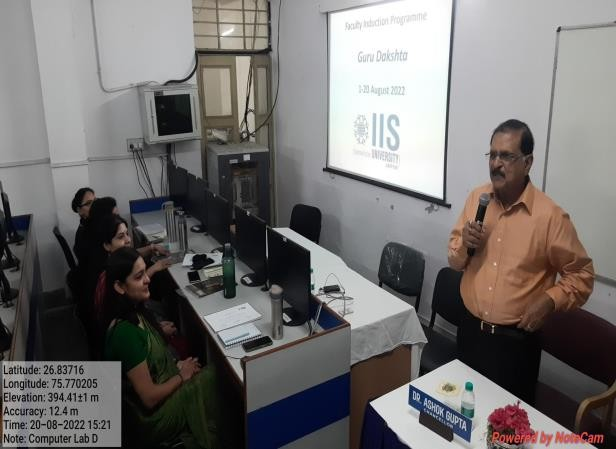 Faculty Induction Programme
Guru Dakshta
1-20 August 2022
IIS
UNIVERSITY
DR. ASHOK GUPTA
CHANCELLOR
Latitude: 26.83716
Longitude: 75.770205
Elevation: 394.41±1 m
Accuracy: 12.4 m
Time: 20-08-2022 15:21
Note: Computer Lab D
Powered by NoteCam